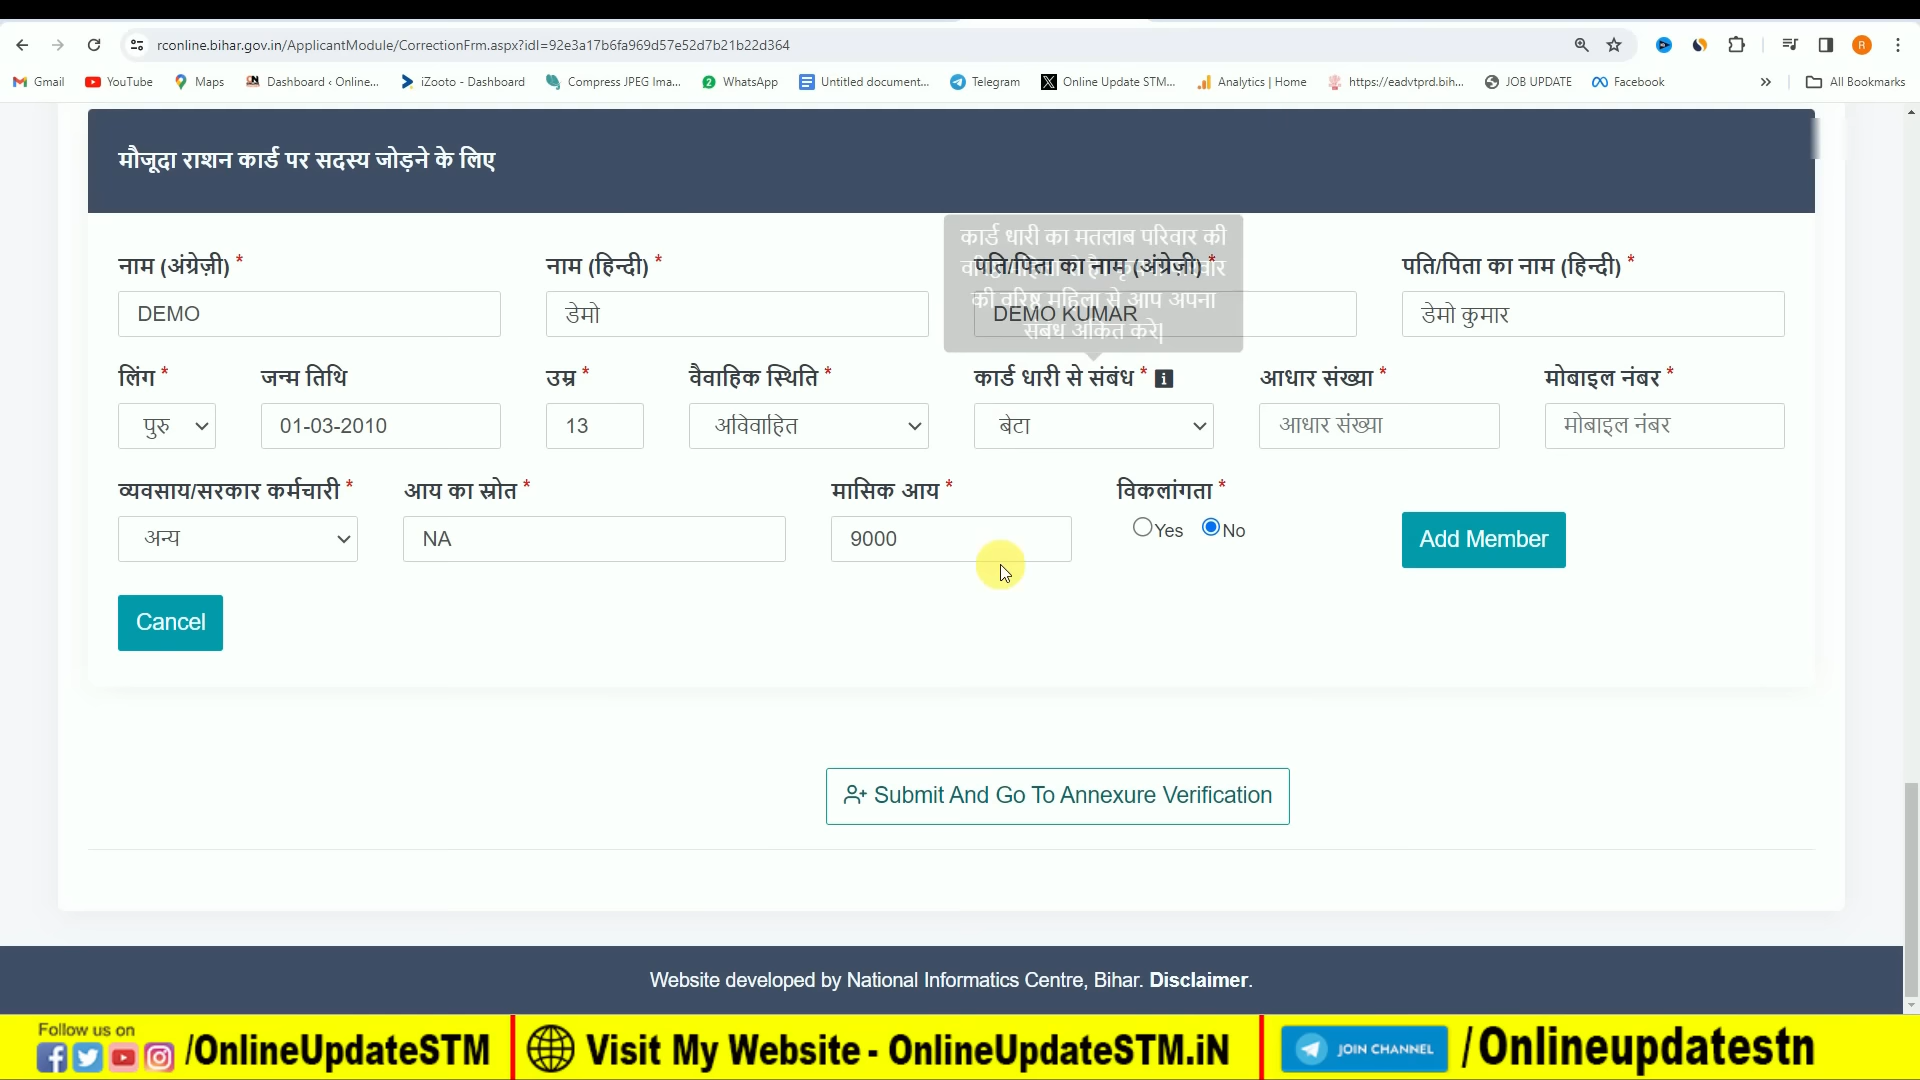 rconline.bihar.gov.in/ApplicantModule/CorrectionFrm.aspx?idl=92e3a17b6fa969d57e52d7b21b22d364
R
Gmail YouTube Maps Dashboard ‹ Online... iZooto - Dashboard Compress JPEG Ima... WhatsApp Untitled document... Telegram Online Update STM... Analytics | Home https://eadvtprd.bih... JOB UPDATE Facebook » All Bookmarks
मौजूदा राशन कार्ड पर सदस्य जोड़ने के लिए
कार्ड धारी का मतलाब परिवार की
की वरिष्ठ महिला से आप अपना
संबंध अंकित करे|
नाम (अंग्रेज़ी) * नाम (हिन्दी) * पति/पिता का नाम (अंग्रेज़ी) * पति/पिता का नाम (हिन्दी) *
DEMO डेमो DEMO KUMAR डेमो कुमार
लिंग * जन्म तिथि उम्र * वैवाहिक स्थिति * कार्ड धारी से संबंध * i आधार संख्या * मोबाइल नंबर *
पुरु 01-03-2010 13 अविवाहित बेटा आधार संख्या मोबाइल नंबर
व्यवसाय/सरकार कर्मचारी * आय का स्रोत * मासिक आय * विकलांगता *
अन्य NA 9000 Yes No Add Member
Cancel
Submit And Go To Annexure Verification
Website developed by National Informatics Centre, Bihar. Disclaimer.
Follow us on
/OnlineUpdateSTM Visit My Website - OnlineUpdateSTM.iN JOIN CHANNEL /Onlineupdatestn